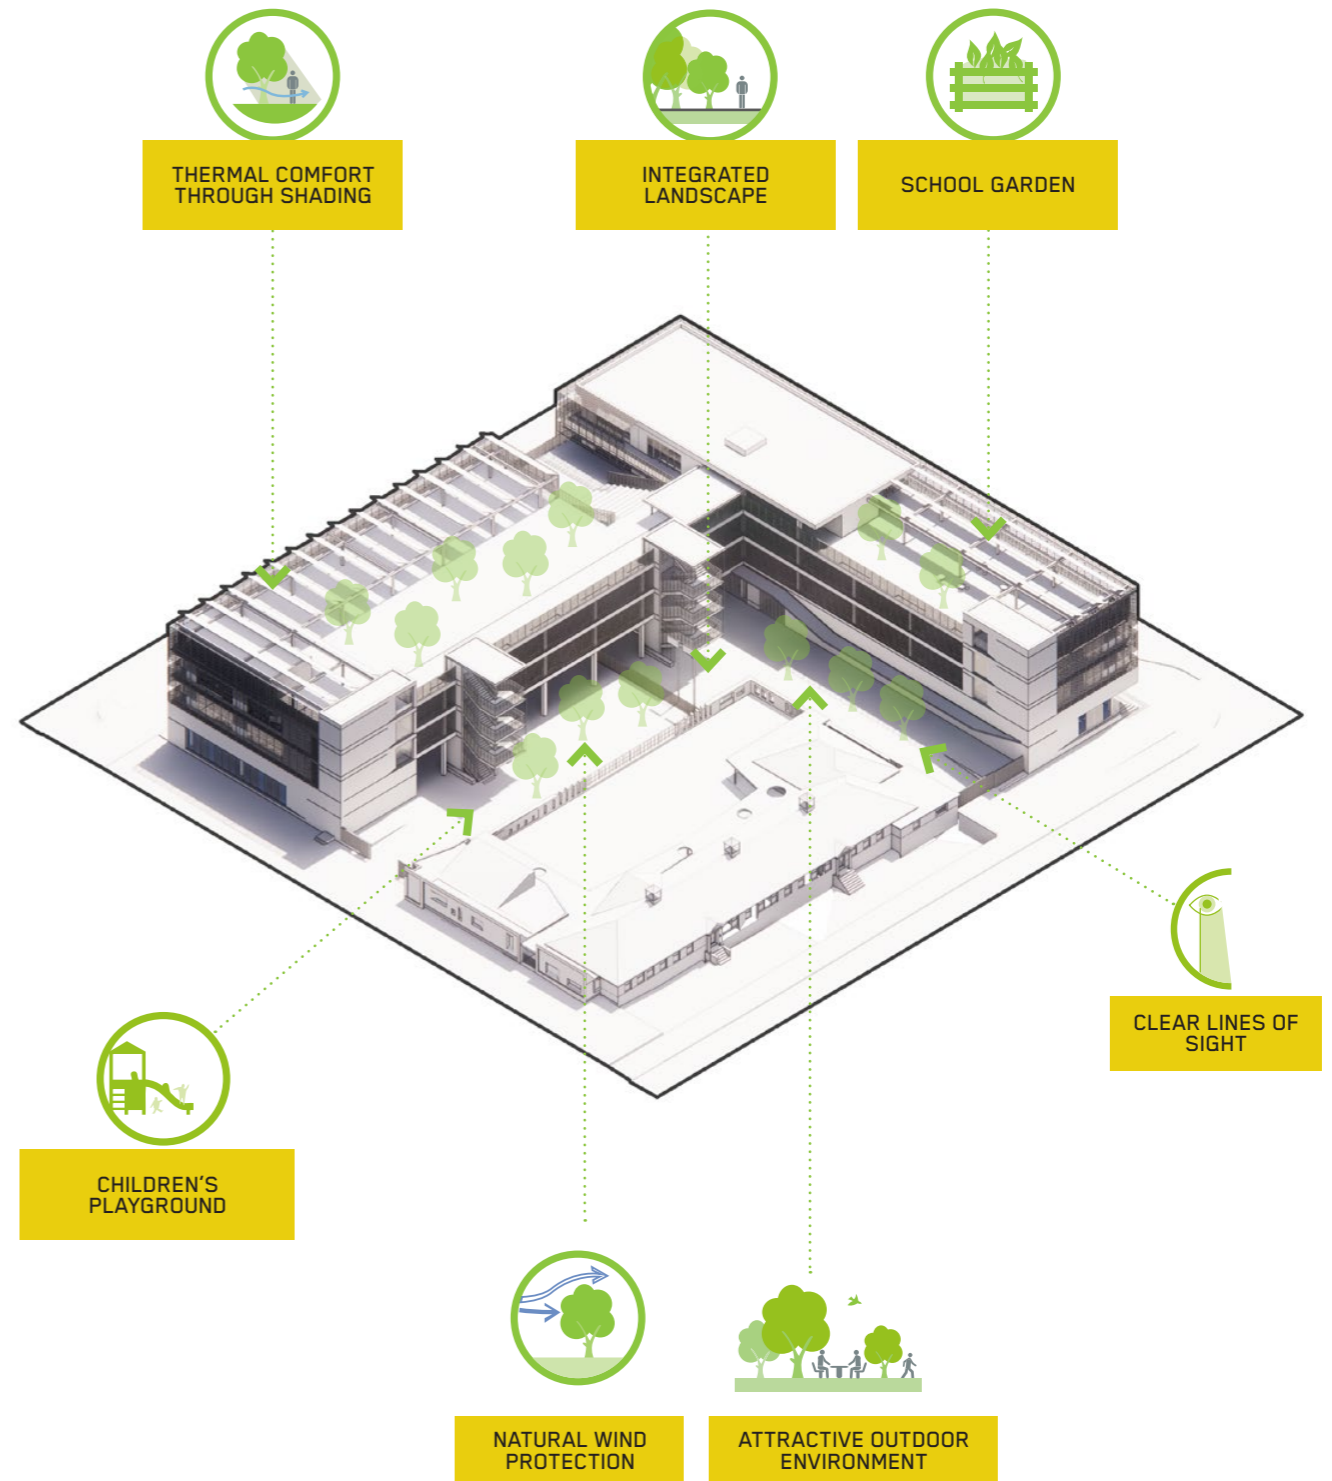 THERMAL COMFORT
THROUGH SHADING
INTEGRATED
LANDSCAPE
SCHOOL GARDEN
CLEAR LINES OF
SIGHT
CHILDREN'S
PLAYGROUND
NATURAL WIND
PROTECTION
ATTRACTIVE OUTDOOR
ENVIRONMENT